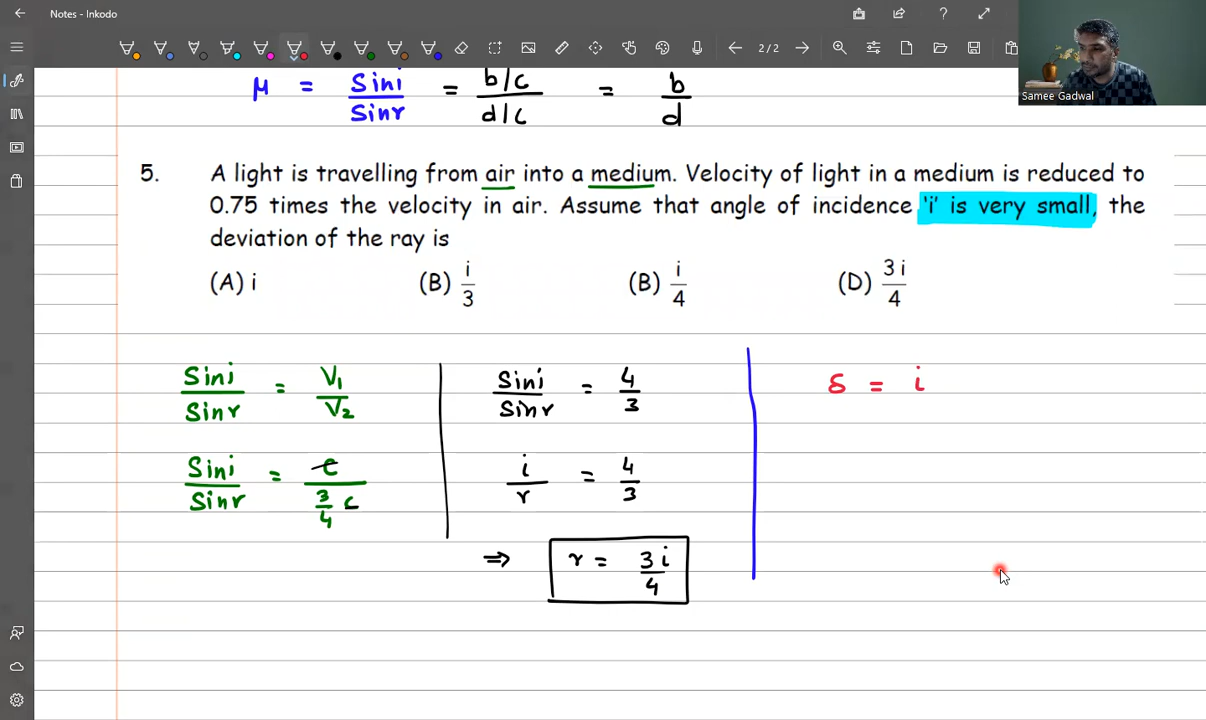 Notes - Inkodo
2/2
Samee Gadwal
μ = Sini / Sinr = b/c / d/c = b / d
5. A light is travelling from air into a medium. Velocity of light in a medium is reduced to
0.75 times the velocity in air. Assume that angle of incidence 'i' is very small, the
deviation of the ray is
(A) i (B) i/3 (B) i/4 (D) 3i/4
Sini/Sinr = V₁/V₂
Sini/Sinr = 4/3
δ = i
Sini/Sinr = c / 3/4 c
i/r = 4/3
⇒ r = 3i/4